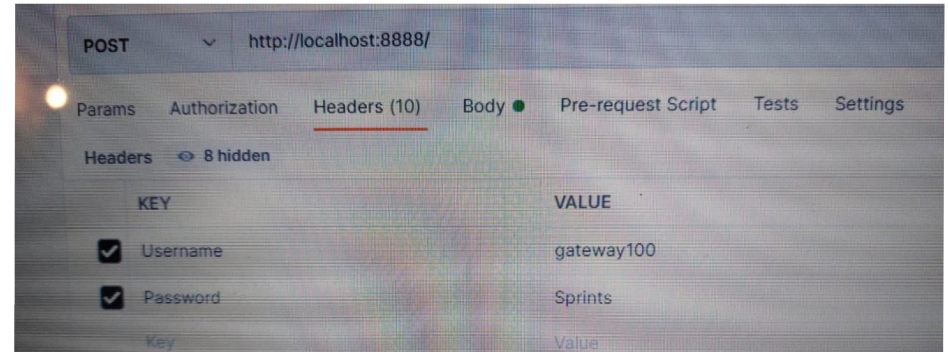 POST http://localhost:8888/
Params Authorization Headers (10) Body Pre-request Script Tests Settings
Headers 8 hidden
KEY VALUE
Username gateway100
Password Sprints
Key Value